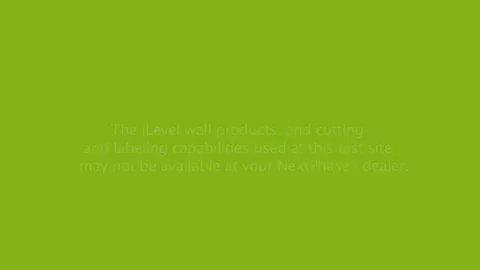 The iLevel wall products, and cutting
and labeling capabilities used at this test site
may not be available at your NextPhase dealer.